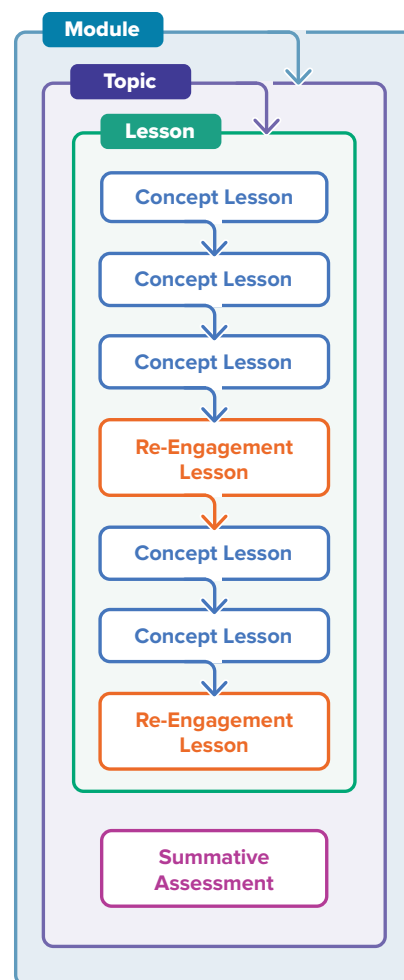 Module
Topic
Lesson
Concept Lesson
Concept Lesson
Concept Lesson
Re-Engagement
Lesson
Concept Lesson
Concept Lesson
Re-Engagement
Lesson
Summative
Assessment